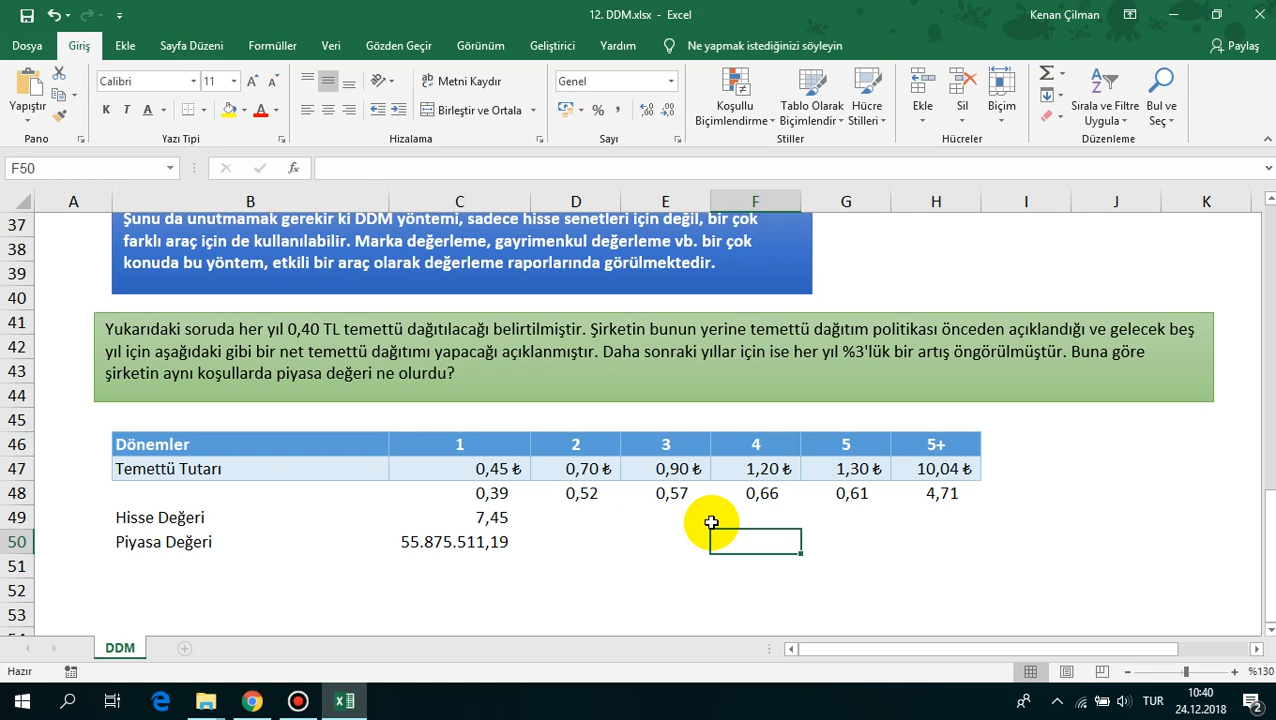 12. DDM.xlsx - Excel
Kenan Çilman
Dosya Giriş Ekle Sayfa Düzeni Formüller Veri Gözden Geçir Görünüm Geliştirici Yardım Ne yapmak istediğinizi söyleyin Paylaş
Yapıştır
Pano
Calibri 11
K T A A
Yazı Tipi
Metni Kaydır
Birleştir ve Ortala
Hizalama
Genel
%
Sayı
Koşullu Biçimlendirme
Tablo Olarak Biçimlendir
Hücre Stilleri
Stiller
Ekle Sil Biçim
Hücreler
Sırala ve Filtre Uygula
Bul ve Seç
Düzenleme
F50 fx
A B C D E F G H I J K
37 Şunu da unutmamak gerekir ki DDM yöntemi, sadece hisse senetleri için değil, bir çok
38 farklı araç için de kullanılabilir. Marka değerleme, gayrimenkul değerleme vb. bir çok
39 konuda bu yöntem, etkili bir araç olarak değerleme raporlarında görülmektedir.
40
41 Yukarıdaki soruda her yıl 0,40 TL temettü dağıtılacağı belirtilmiştir. Şirketin bunun yerine temettü dağıtım politikası önceden açıklandığı ve gelecek beş
42 yıl için aşağıdaki gibi bir net temettü dağıtımı yapacağı açıklanmıştır. Daha sonraki yıllar için ise her yıl %3'lük bir artış öngörülmüştür. Buna göre
43 şirketin aynı koşullarda piyasa değeri ne olurdu?
44
45
46 Dönemler 1 2 3 4 5 5+
47 Temettü Tutarı 0,45 ₺ 0,70 ₺ 0,90 ₺ 1,20 ₺ 1,30 ₺ 10,04 ₺
48 0,39 0,52 0,57 0,66 0,61 4,71
49 Hisse Değeri 7,45
50 Piyasa Değeri 55.875.511,19
51
52
53
DDM
Hazır
%130
TUR
10:40
24.12.2018
2